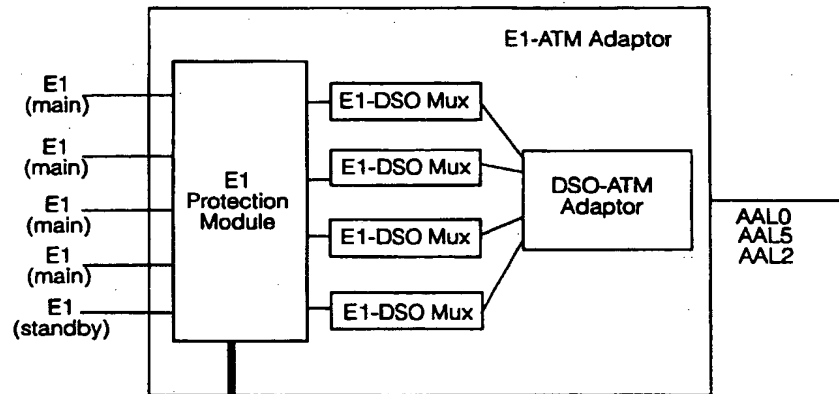 E1-ATM Adaptor
E1
(main)
E1
(main)
E1
(main)
E1
(main)
E1
(standby)
E1
Protection
Module
E1-DSO Mux
E1-DSO Mux
E1-DSO Mux
E1-DSO Mux
DSO-ATM
Adaptor
AAL0
AAL5
AAL2